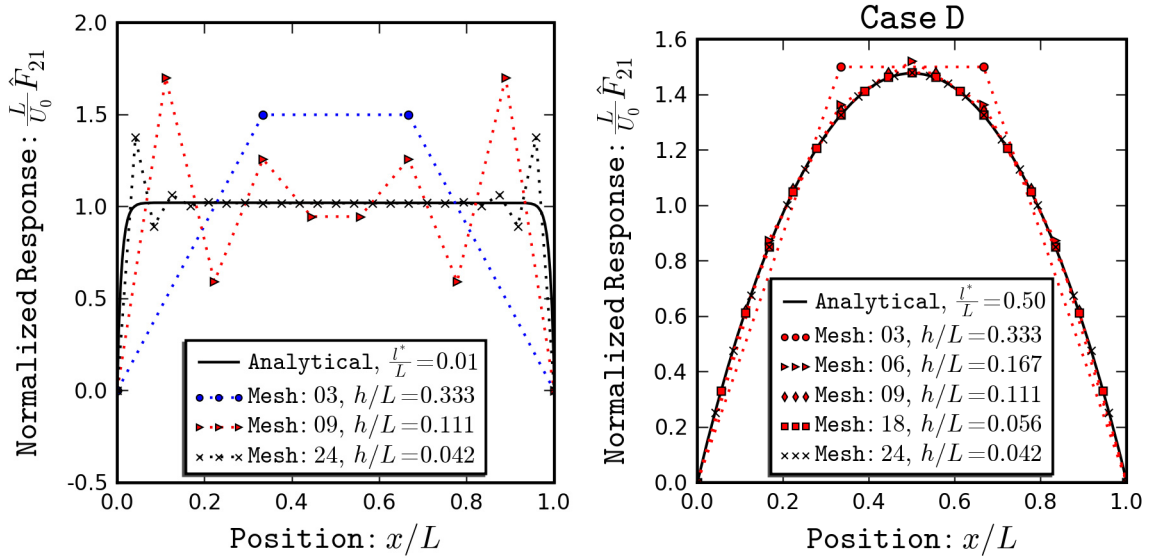 2.0
1.5
1.0
0.5
0.0
-0.5
Normalized Response: L/U₀ F̂₂₁
Analytical, l*/L=0.01
Mesh: 03, h/L=0.333
Mesh: 09, h/L=0.111
Mesh: 24, h/L=0.042
0.0 0.2 0.4 0.6 0.8 1.0
Position: x/L
Case D
1.6
1.4
1.2
1.0
0.8
0.6
0.4
0.2
0.0
Normalized Response: L/U₀ F̂₂₁
Analytical, l*/L=0.50
Mesh: 03, h/L=0.333
Mesh: 06, h/L=0.167
Mesh: 09, h/L=0.111
Mesh: 18, h/L=0.056
Mesh: 24, h/L=0.042
0.0 0.2 0.4 0.6 0.8 1.0
Position: x/L